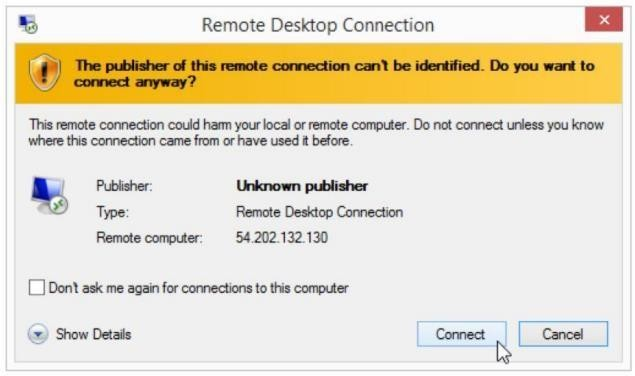 Remote Desktop Connection
The publisher of this remote connection can't be identified. Do you want to
connect anyway?
This remote connection could harm your local or remote computer. Do not connect unless you know
where this connection came from or have used it before.
Publisher: Unknown publisher
Type: Remote Desktop Connection
Remote computer: 54.202.132.130
Don't ask me again for connections to this computer
Show Details Connect Cancel